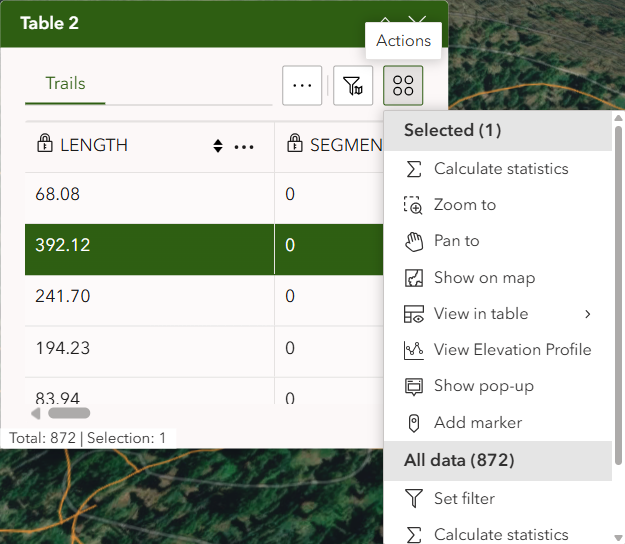 Table 2
Actions
Trails
LENGTH
SEGMEN
68.08
0
392.12
0
241.70
0
194.23
0
83.94
0
Total: 872 | Selection: 1
Selected (1)
Calculate statistics
Zoom to
Pan to
Show on map
View in table
View Elevation Profile
Show pop-up
Add marker
All data (872)
Set filter
Calculate statistics